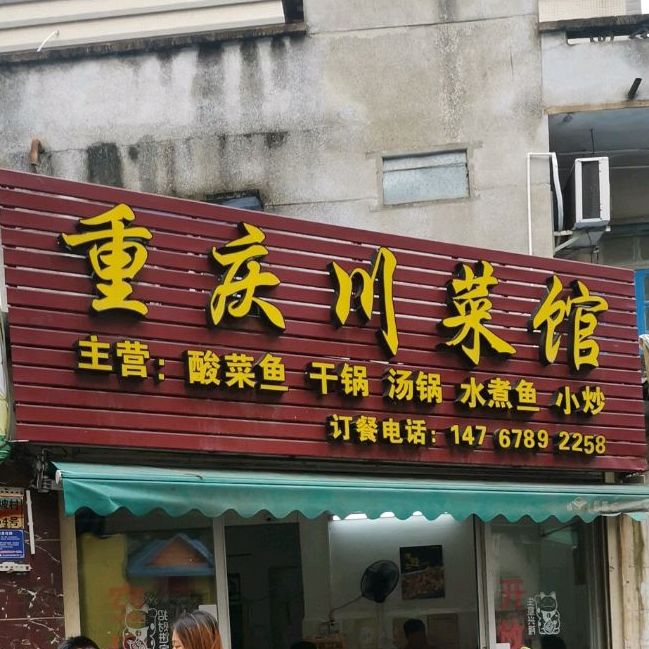 重庆川菜馆
主营：酸菜鱼 干锅 汤锅 水煮鱼 小炒
订餐电话：147 6789 2258